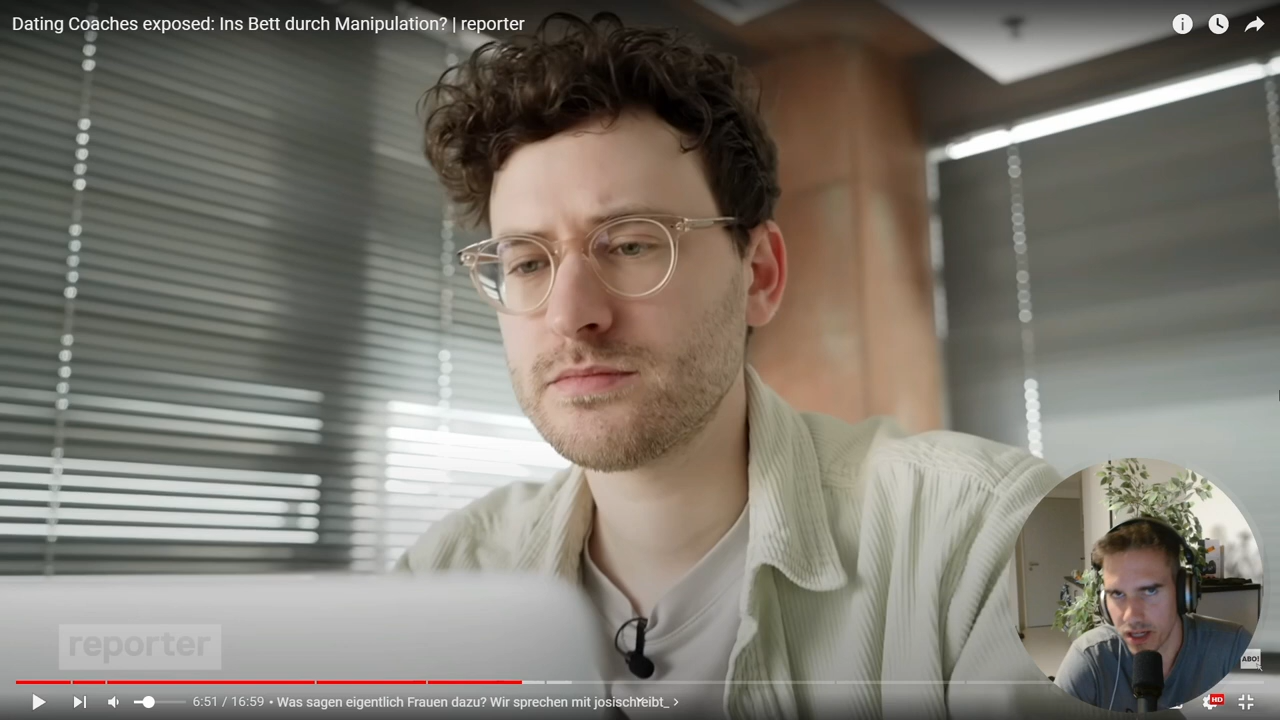 Dating Coaches exposed: Ins Bett durch Manipulation? | reporter
reporter
ABO!
6:51 / 16:59 • Was sagen eigentlich Frauen dazu? Wir sprechen mit josischreibt_ ›
HD